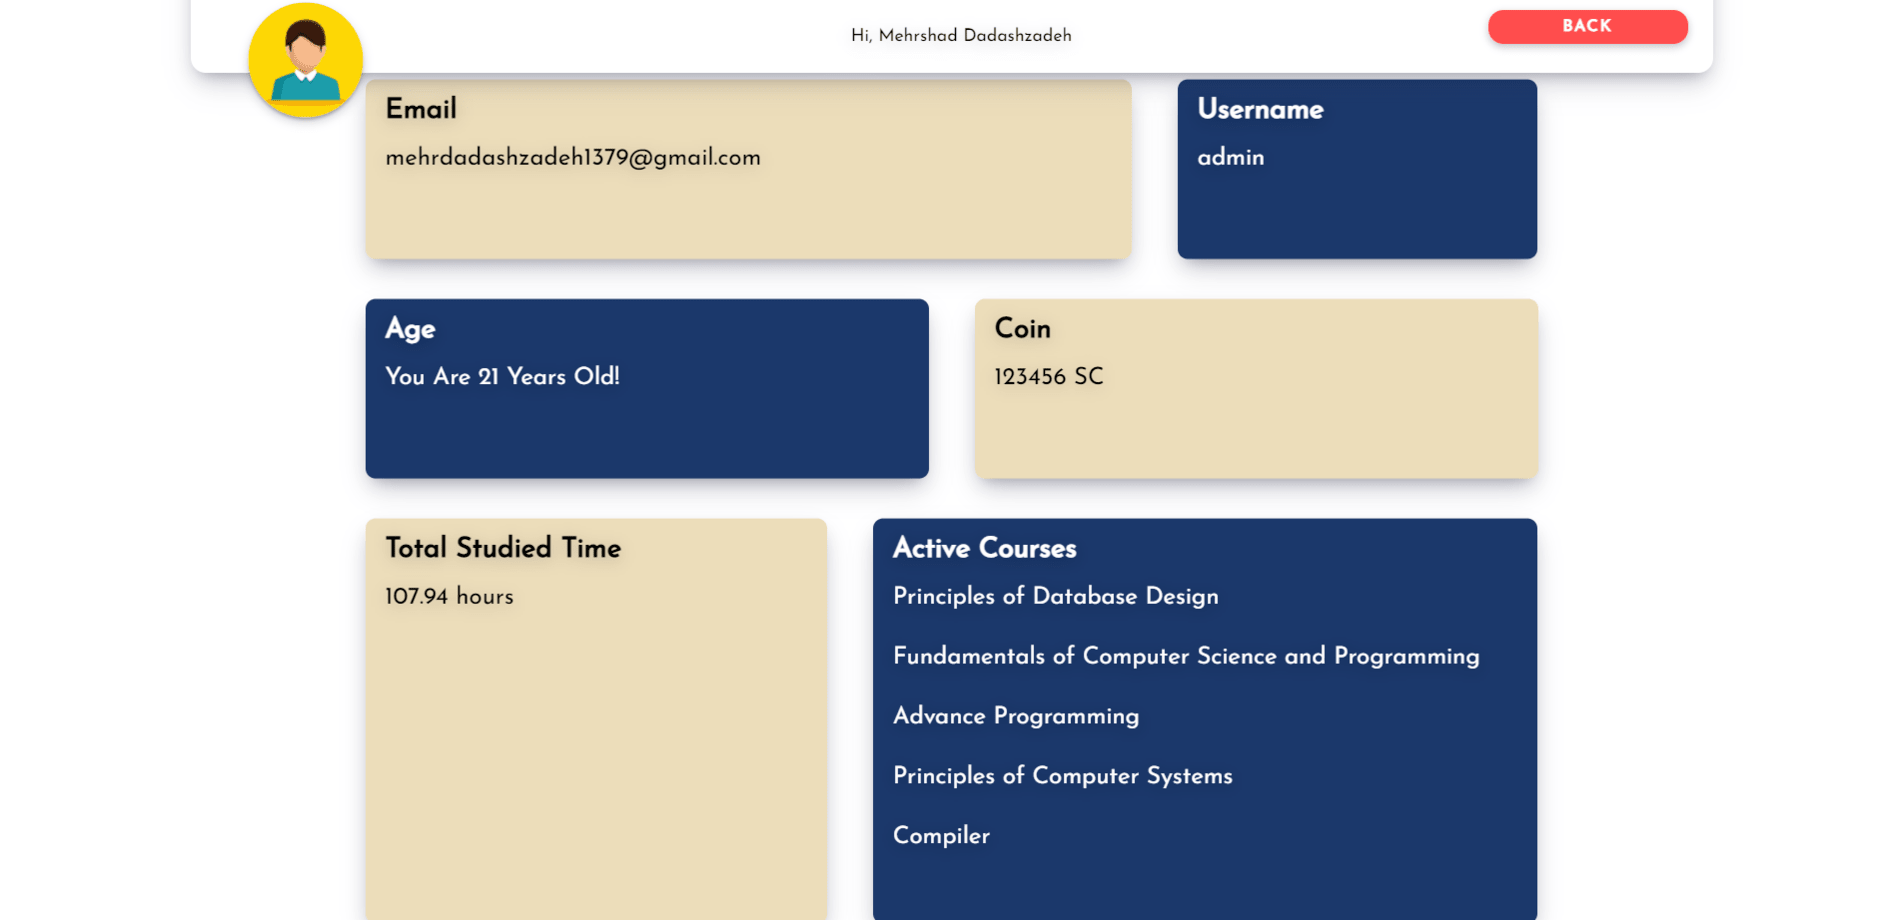 Hi, Mehrshad Dadashzadeh
BACK
Email
mehrdadashzadeh1379@gmail.com
Username
admin
Age
You Are 21 Years Old!
Coin
123456 SC
Total Studied Time
107.94 hours
Active Courses
Principles of Database Design
Fundamentals of Computer Science and Programming
Advance Programming
Principles of Computer Systems
Compiler